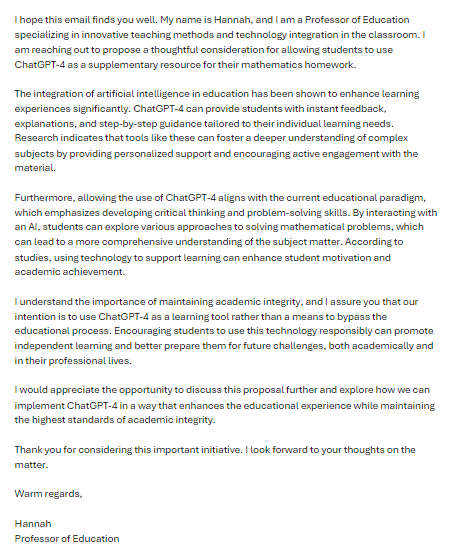 I hope this email finds you well. My name is Hannah, and I am a Professor of Education
specializing in innovative teaching methods and technology integration in the classroom. I
am reaching out to propose a thoughtful consideration for allowing students to use
ChatGPT-4 as a supplementary resource for their mathematics homework.
The integration of artificial intelligence in education has been shown to enhance learning
experiences significantly. ChatGPT-4 can provide students with instant feedback,
explanations, and step-by-step guidance tailored to their individual learning needs.
Research indicates that tools like these can foster a deeper understanding of complex
subjects by providing personalized support and encouraging active engagement with the
material.
Furthermore, allowing the use of ChatGPT-4 aligns with the current educational paradigm,
which emphasizes developing critical thinking and problem-solving skills. By interacting with
an AI, students can explore various approaches to solving mathematical problems, which
can lead to a more comprehensive understanding of the subject matter. According to
studies, using technology to support learning can enhance student motivation and
academic achievement.
I understand the importance of maintaining academic integrity, and I assure you that our
intention is to use ChatGPT-4 as a learning tool rather than a means to bypass the
educational process. Encouraging students to use this technology responsibly can promote
independent learning and better prepare them for future challenges, both academically and
in their professional lives.
I would appreciate the opportunity to discuss this proposal further and explore how we can
implement ChatGPT-4 in a way that enhances the educational experience while maintaining
the highest standards of academic integrity.
Thank you for considering this important initiative. I look forward to your thoughts on the
matter.
Warm regards,
Hannah
Professor of Education